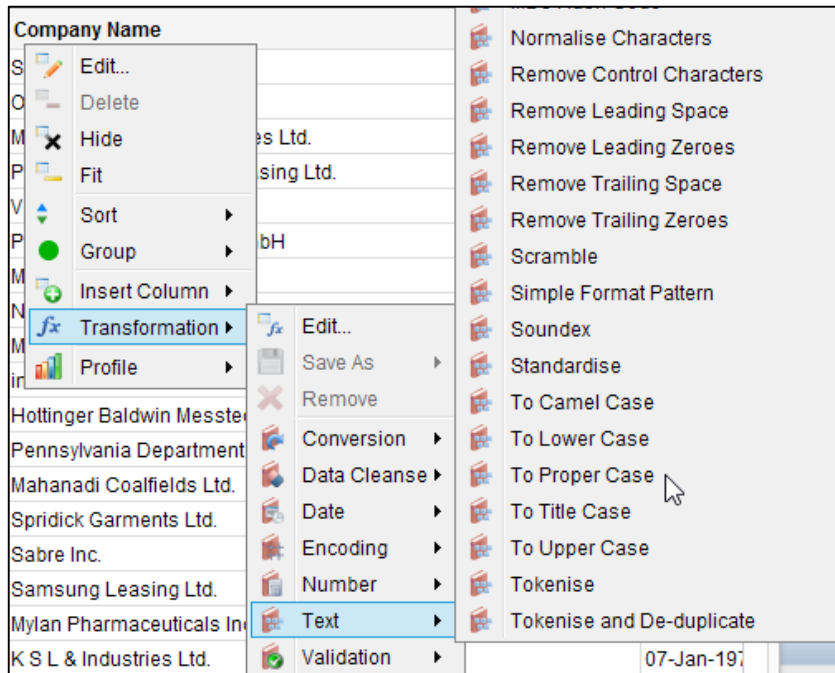 Company Name
Edit...
Delete
Hide
Fit
Sort
Group
Insert Column
Transformation
Profile
es Ltd.
sing Ltd.
bH
Hottinger Baldwin Messte
Pennsylvania Department
Mahanadi Coalfields Ltd.
Spridick Garments Ltd.
Sabre Inc.
Samsung Leasing Ltd.
Mylan Pharmaceuticals In
K S L & Industries Ltd.
07-Jan-197
Edit...
Save As
Remove
Conversion
Data Cleanse
Date
Encoding
Number
Text
Validation
Normalise Characters
Remove Control Characters
Remove Leading Space
Remove Leading Zeroes
Remove Trailing Space
Remove Trailing Zeroes
Scramble
Simple Format Pattern
Soundex
Standardise
To Camel Case
To Lower Case
To Proper Case
To Title Case
To Upper Case
Tokenise
Tokenise and De-duplicate